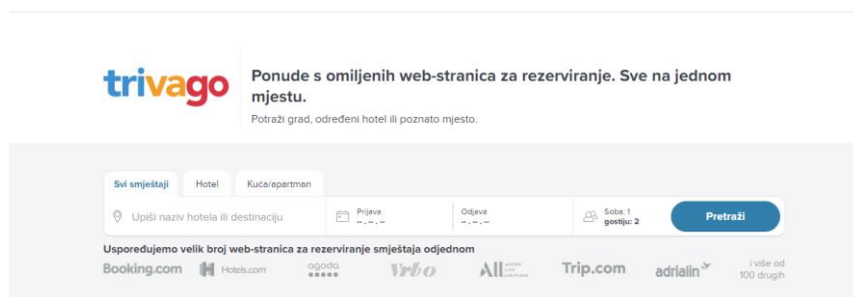 trivago
Ponude s omiljenih web-stranica za rezerviranje. Sve na jednom
mjestu.
Potraži grad, određeni hotel ili poznato mjesto.
Svi smještaji Hotel Kuća/apartman
Upiši naziv hotela ili destinaciju Prijava --.--.-- Odjava --.--.-- Soba: 1 gostiju: 2 Pretraži
Uspoređujemo velik broj web-stranica za rezerviranje smještaja odjednom
Booking.com H Hotels.com agoda Vrbo All Trip.com adrialin i više od
100 drugih